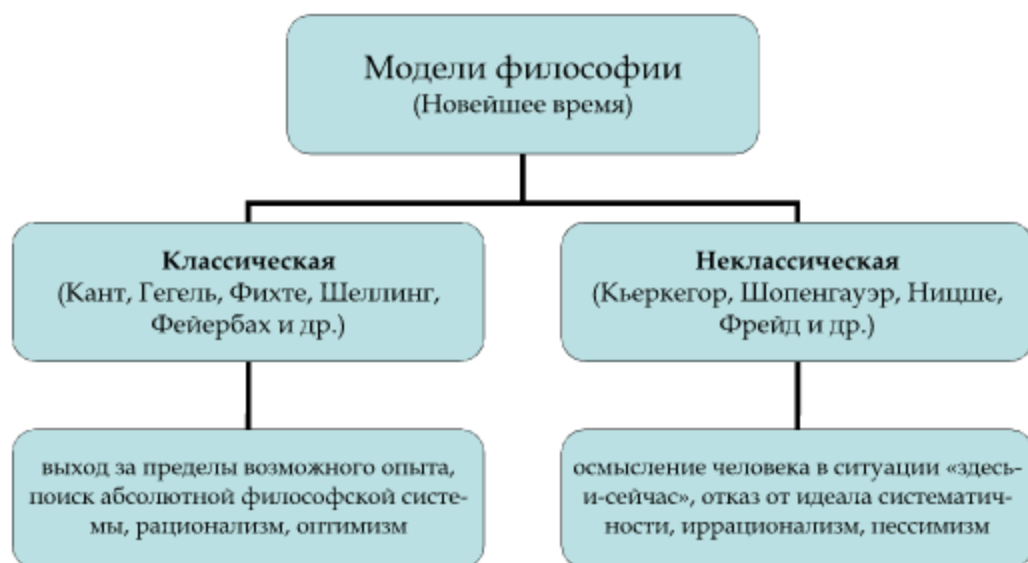 Модели философии
(Новейшее время)
Классическая
(Кант, Гегель, Фихте, Шеллинг,
Фейербах и др.)
Неклассическая
(Кьеркегор, Шопенгауэр, Ницше,
Фрейд и др.)
выход за пределы возможного опыта,
поиск абсолютной философской систе-
мы, рационализм, оптимизм
осмысление человека в ситуации «здесь-
и-сейчас», отказ от идеала систематич-
ности, иррационализм, пессимизм